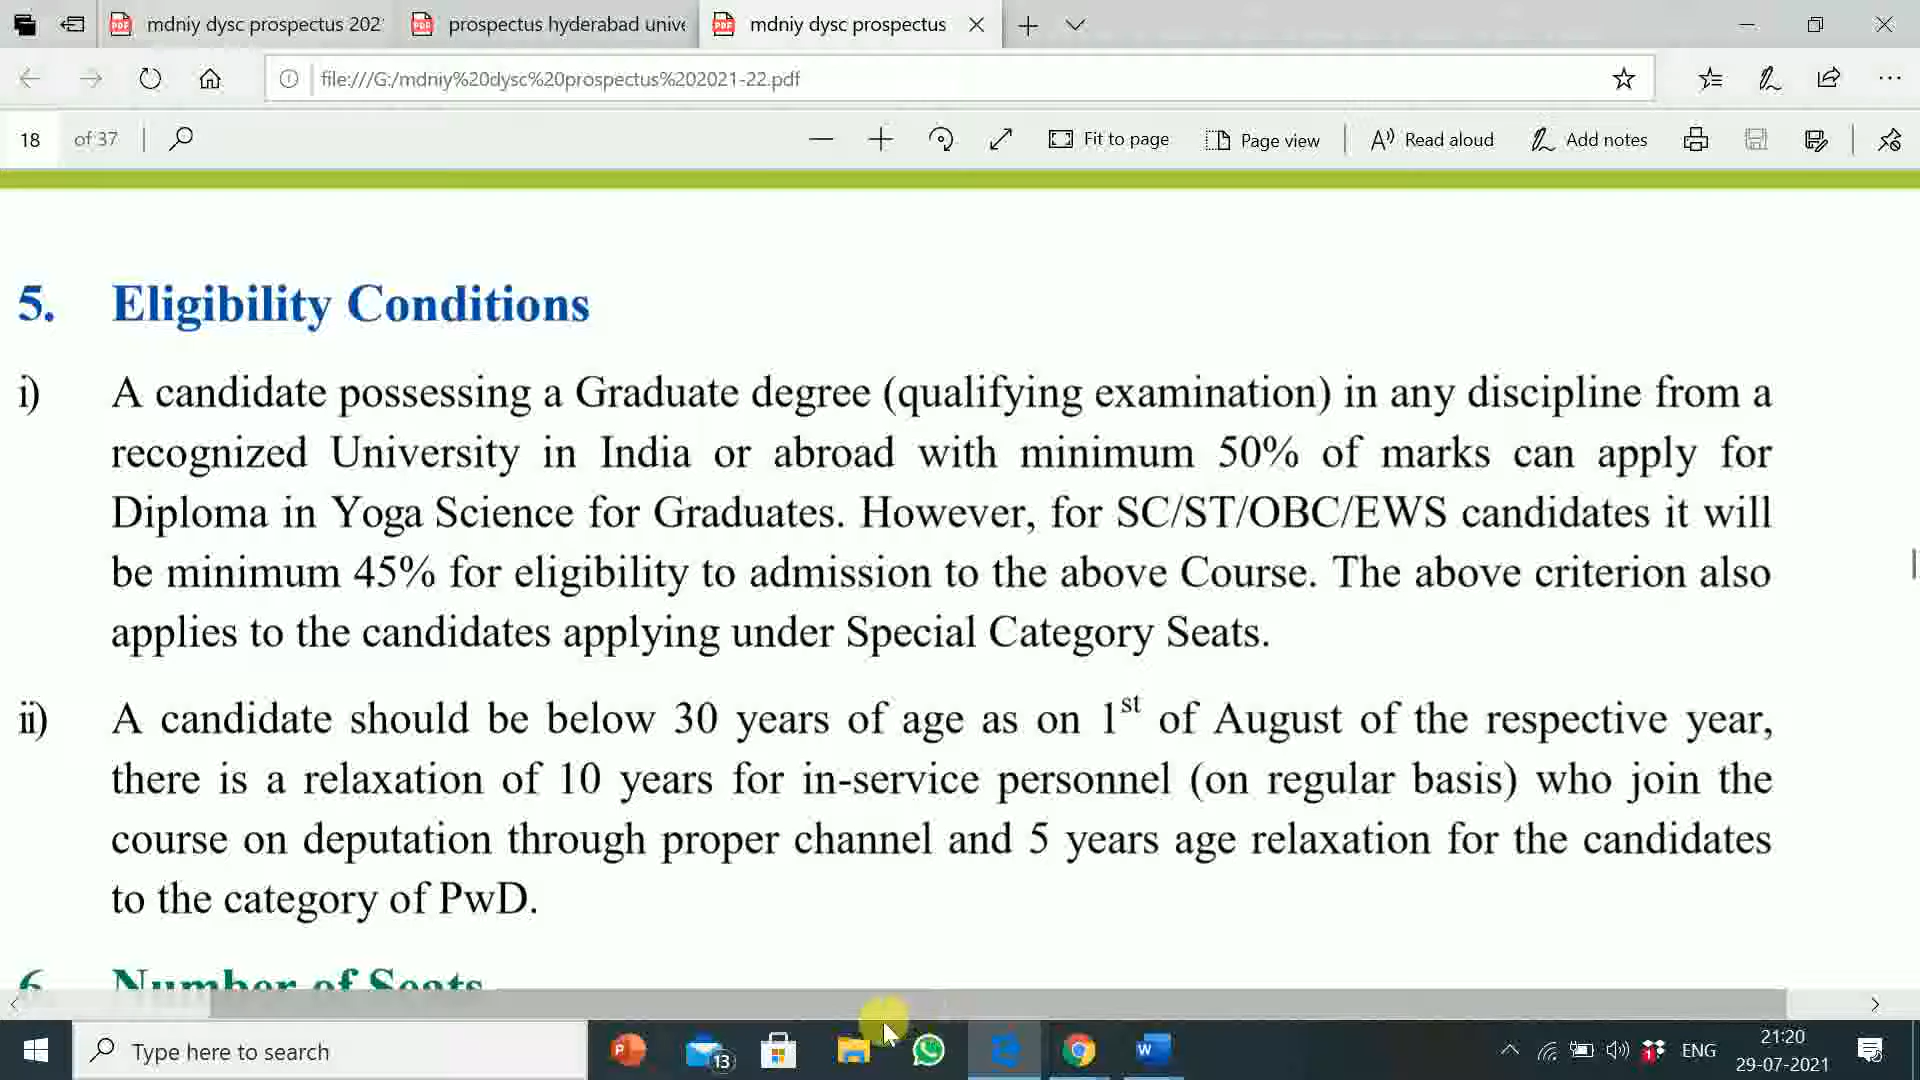 mdniy dysc prospectus 202
prospectus hyderabad unive
mdniy dysc prospectus
file:///G:/mdniy%20dysc%20prospectus%202021-22.pdf
18 of 37
Fit to page
Page view
Read aloud
Add notes
5. Eligibility Conditions
i) A candidate possessing a Graduate degree (qualifying examination) in any discipline from a
recognized University in India or abroad with minimum 50% of marks can apply for
Diploma in Yoga Science for Graduates. However, for SC/ST/OBC/EWS candidates it will
be minimum 45% for eligibility to admission to the above Course. The above criterion also
applies to the candidates applying under Special Category Seats.
ii) A candidate should be below 30 years of age as on 1st of August of the respective year,
there is a relaxation of 10 years for in-service personnel (on regular basis) who join the
course on deputation through proper channel and 5 years age relaxation for the candidates
to the category of PwD.
6 Number of Seats
Type here to search
13
1
ENG
21:20
29-07-2021